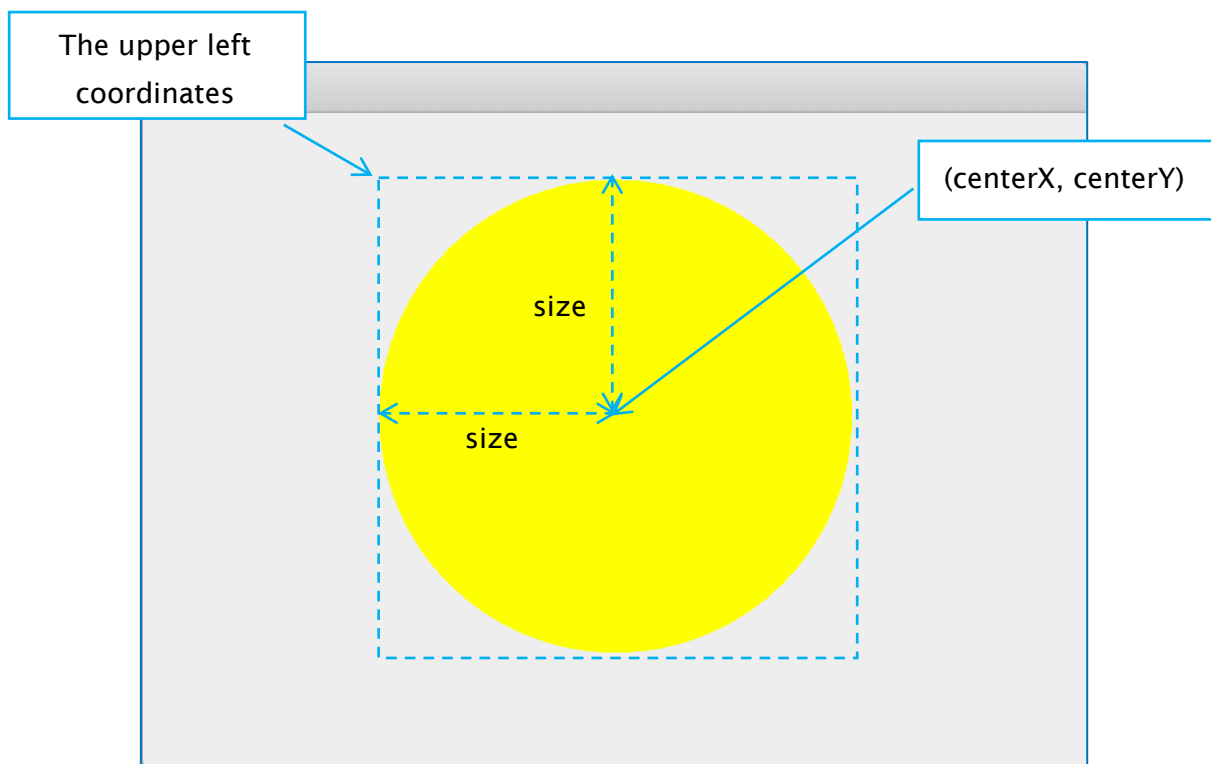 The upper left
coordinates
(centerX, centerY)
size
size